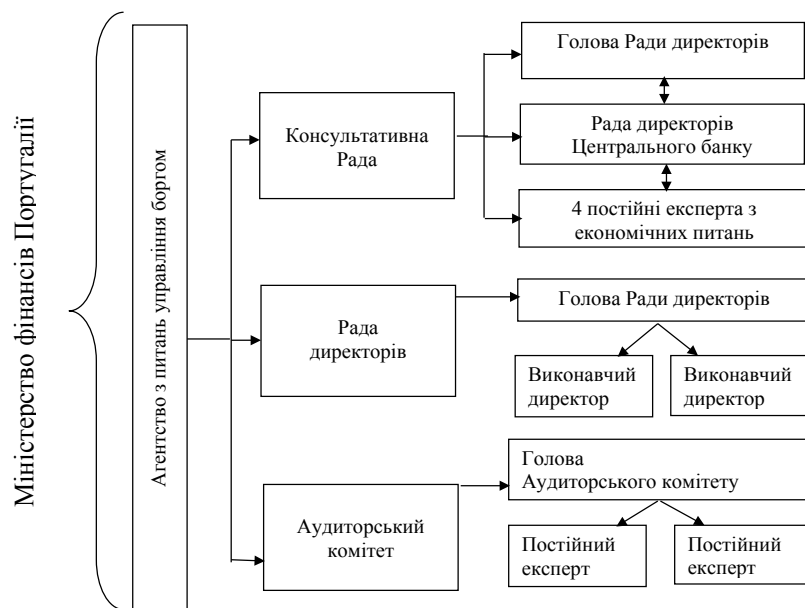 Міністерство фінансів Португалії
Агентство з питань управління боргом
Консультативна
Рада
Голова Ради директорів
Рада директорів
Центрального банку
4 постійні експерта з
економічних питань
Рада
директорів
Голова Ради директорів
Виконавчий
директор
Виконавчий
директор
Аудиторський
комітет
Голова
Аудиторського комітету
Постійний
експерт
Постійний
експерт